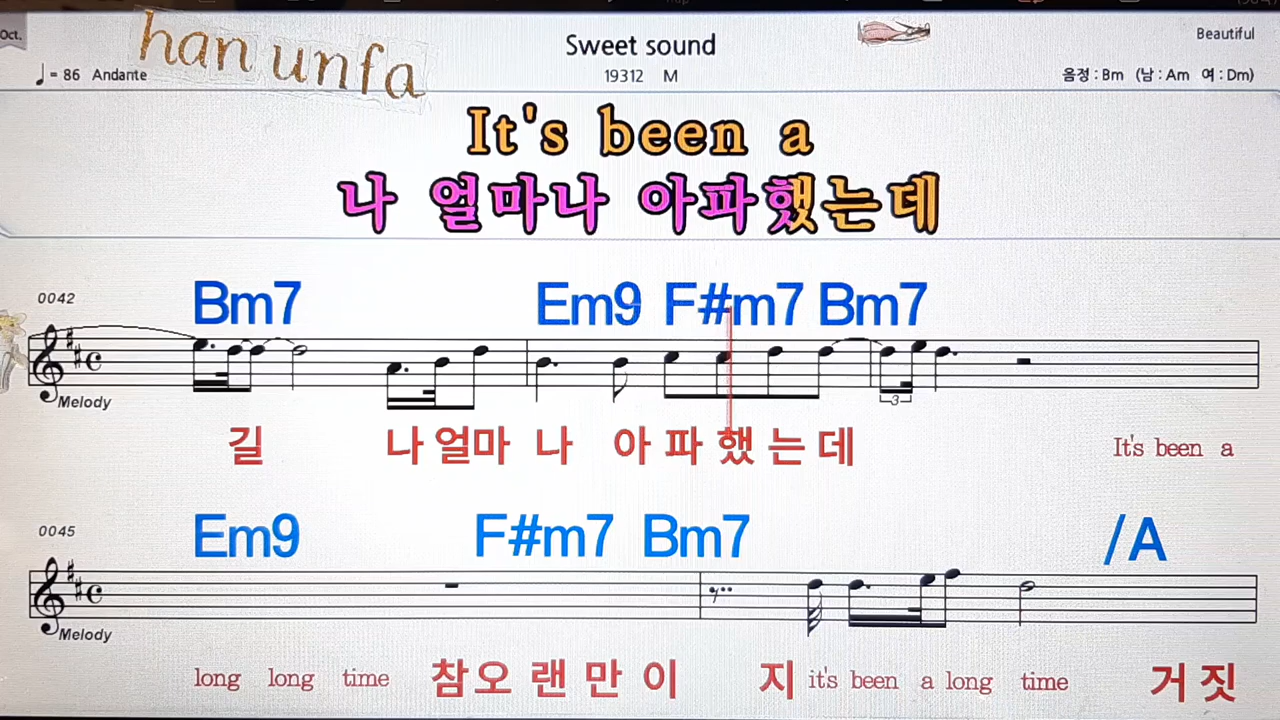 Oct.
han unfa
Sweet sound
Beautiful
♩= 86 Andante
19312 M
음정 : Bm (남 : Am 여 : Dm)
It's been a
나 얼마나 아파했는데
0042
Bm7 Em9 F#m7 Bm7
3
Melody
길 나 얼마 나 아 파 했 는 데 It's been a
0045
Em9 F#m7 Bm7 /A
Melody
long long time 참 오 랜 만 이 지 it's been a long time 거 짓